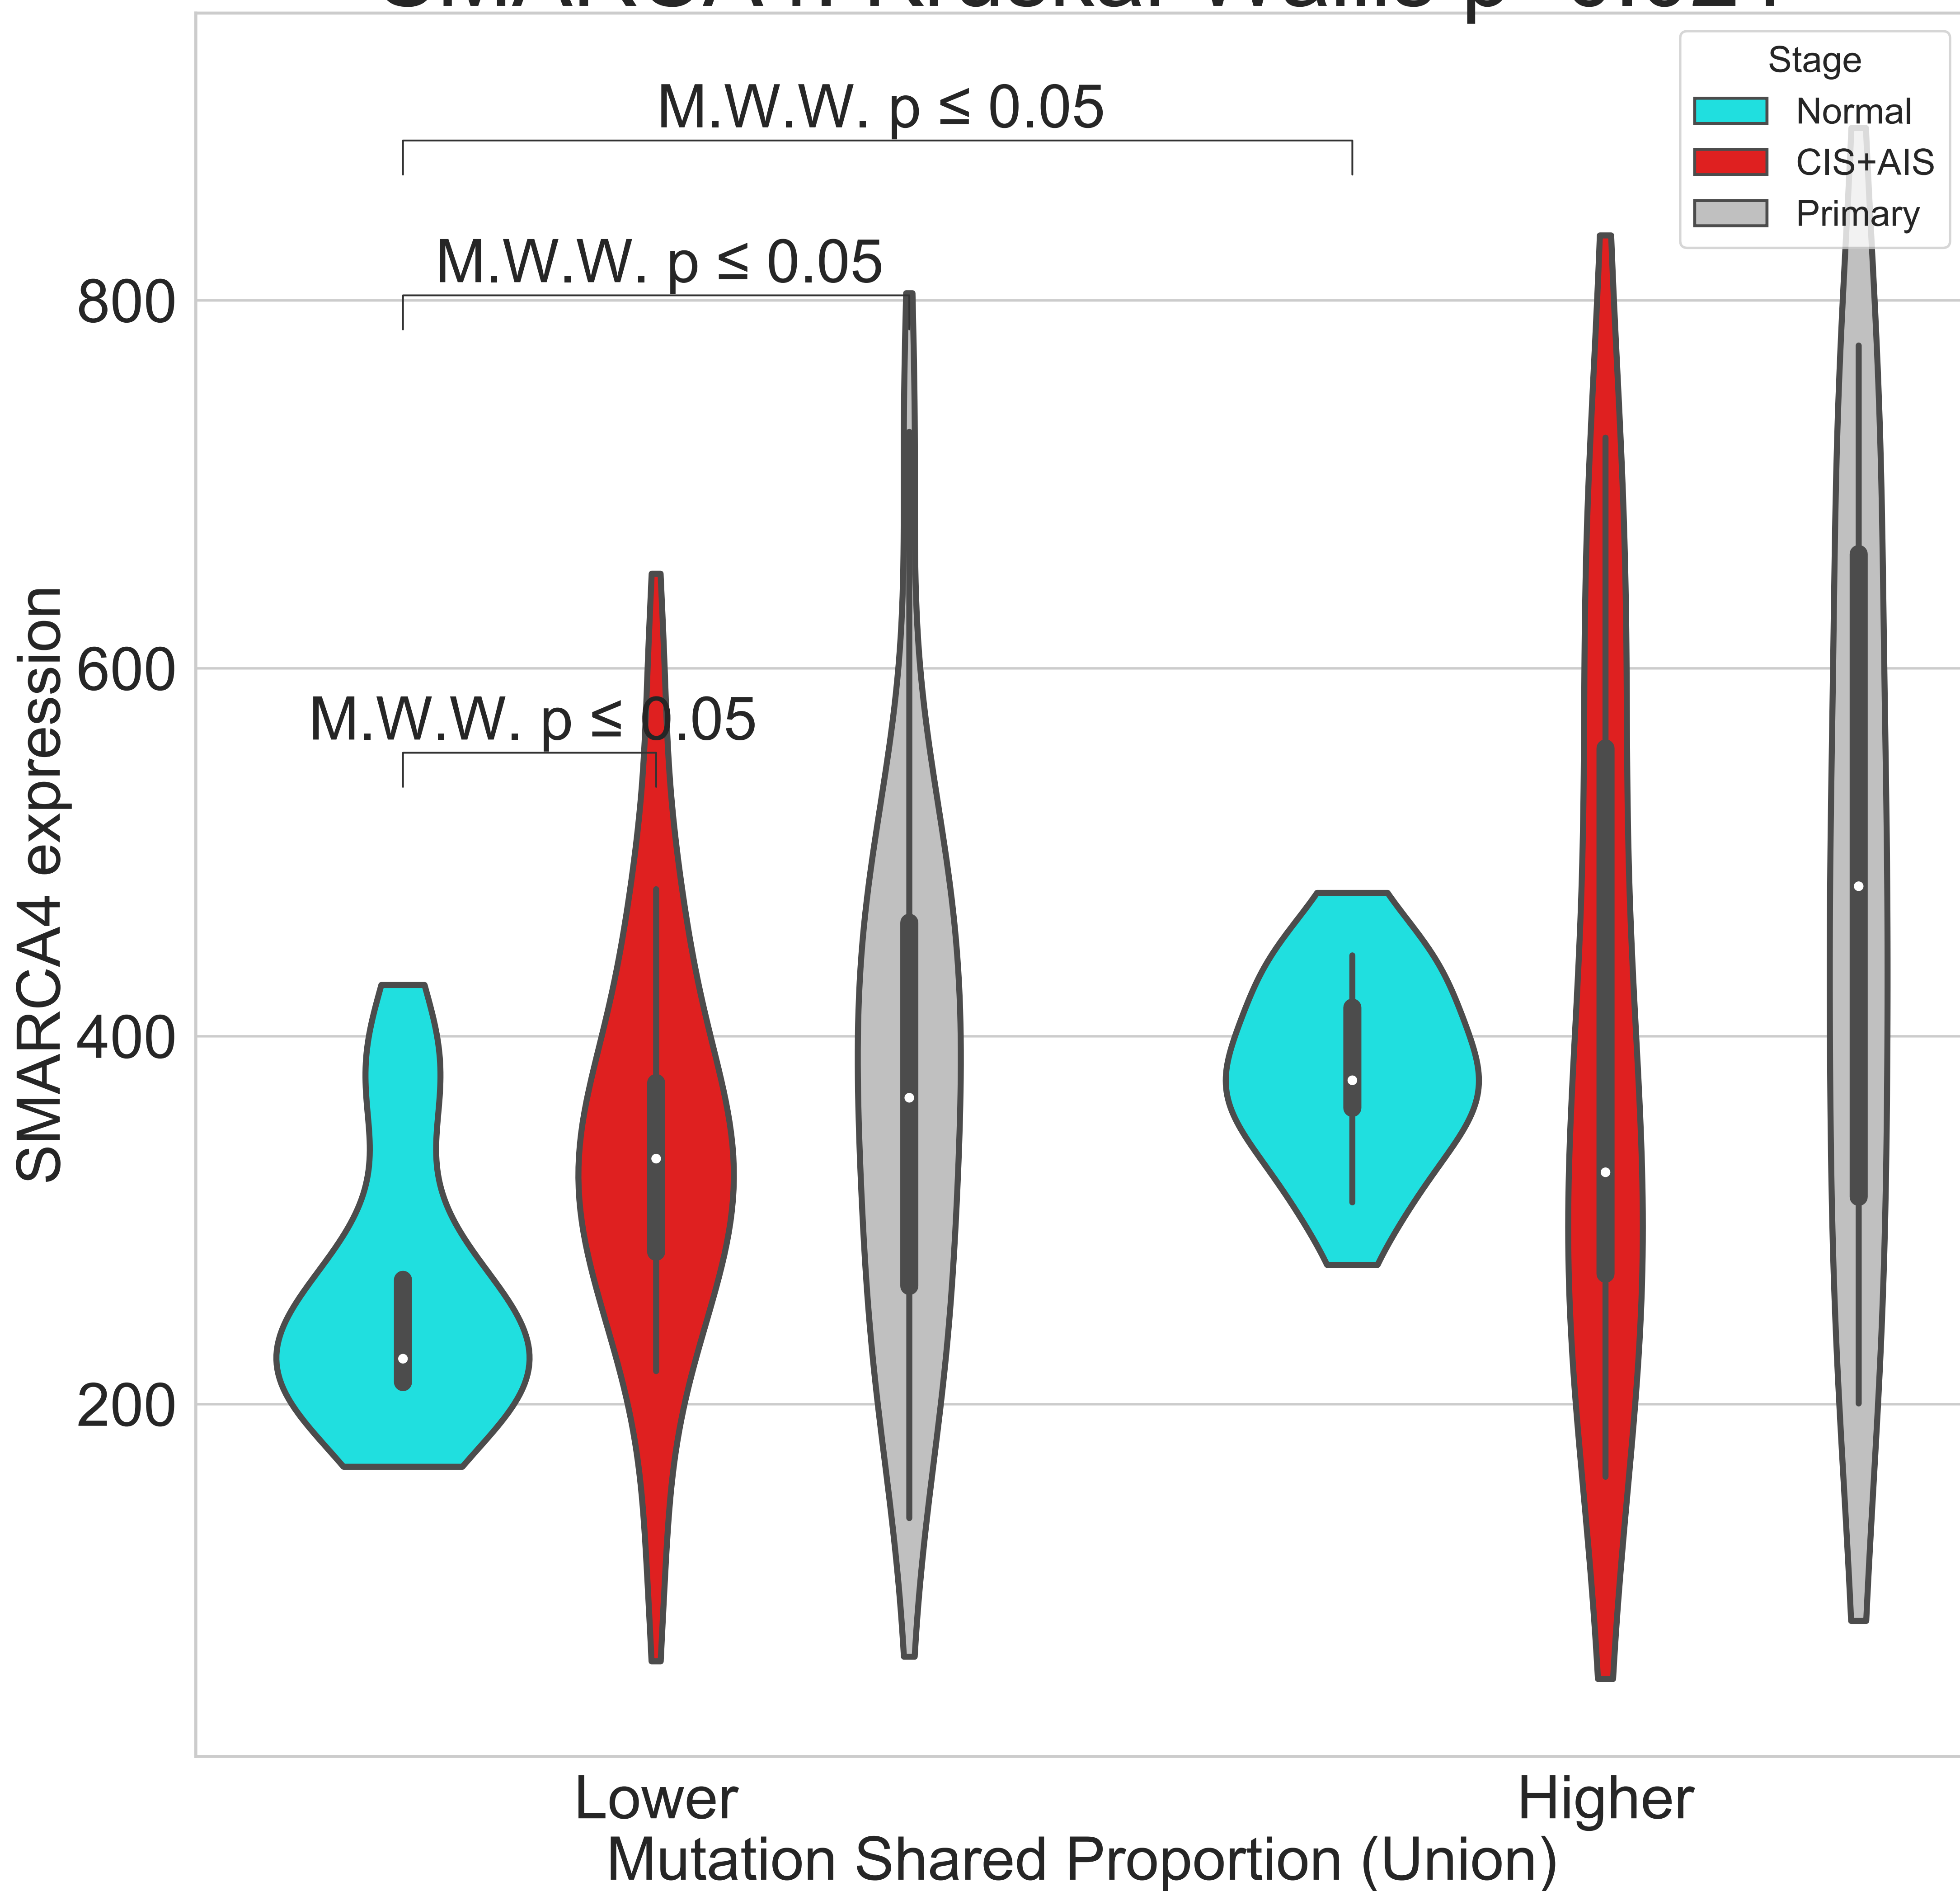 Stage
Normal
CIS+AIS
Primary
M.W.W. p ≤ 0.05
M.W.W. p ≤ 0.05
M.W.W. p ≤ 0.05
800
600
400
200
SMARCA4 expression
Lower
Higher
Mutation Shared Proportion (Union)